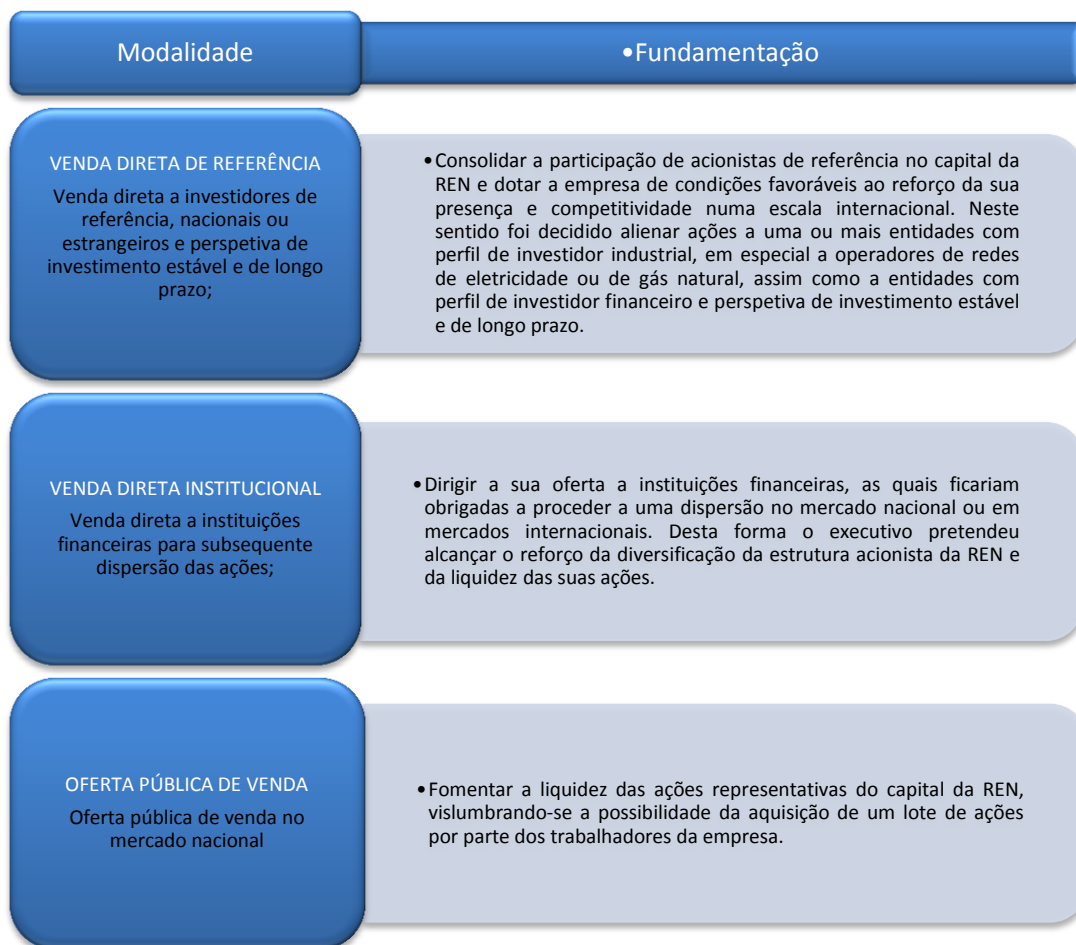 Modalidade
•Fundamentação
VENDA DIRETA DE REFERÊNCIA
Venda direta a investidores de
referência, nacionais ou
estrangeiros e perspetiva de
investimento estável e de longo
prazo;
•Consolidar a participação de acionistas de referência no capital da
REN e dotar a empresa de condições favoráveis ao reforço da sua
presença e competitividade numa escala internacional. Neste
sentido foi decidido alienar ações a uma ou mais entidades com
perfil de investidor industrial, em especial a operadores de redes
de eletricidade ou de gás natural, assim como a entidades com
perfil de investidor financeiro e perspetiva de investimento estável
e de longo prazo.
VENDA DIRETA INSTITUCIONAL
Venda direta a instituições
financeiras para subsequente
dispersão das ações;
•Dirigir a sua oferta a instituições financeiras, as quais ficariam
obrigadas a proceder a uma dispersão no mercado nacional ou em
mercados internacionais. Desta forma o executivo pretendeu
alcançar o reforço da diversificação da estrutura acionista da REN e
da liquidez das suas ações.
OFERTA PÚBLICA DE VENDA
Oferta pública de venda no
mercado nacional
•Fomentar a liquidez das ações representativas do capital da REN,
vislumbrando-se a possibilidade da aquisição de um lote de ações
por parte dos trabalhadores da empresa.